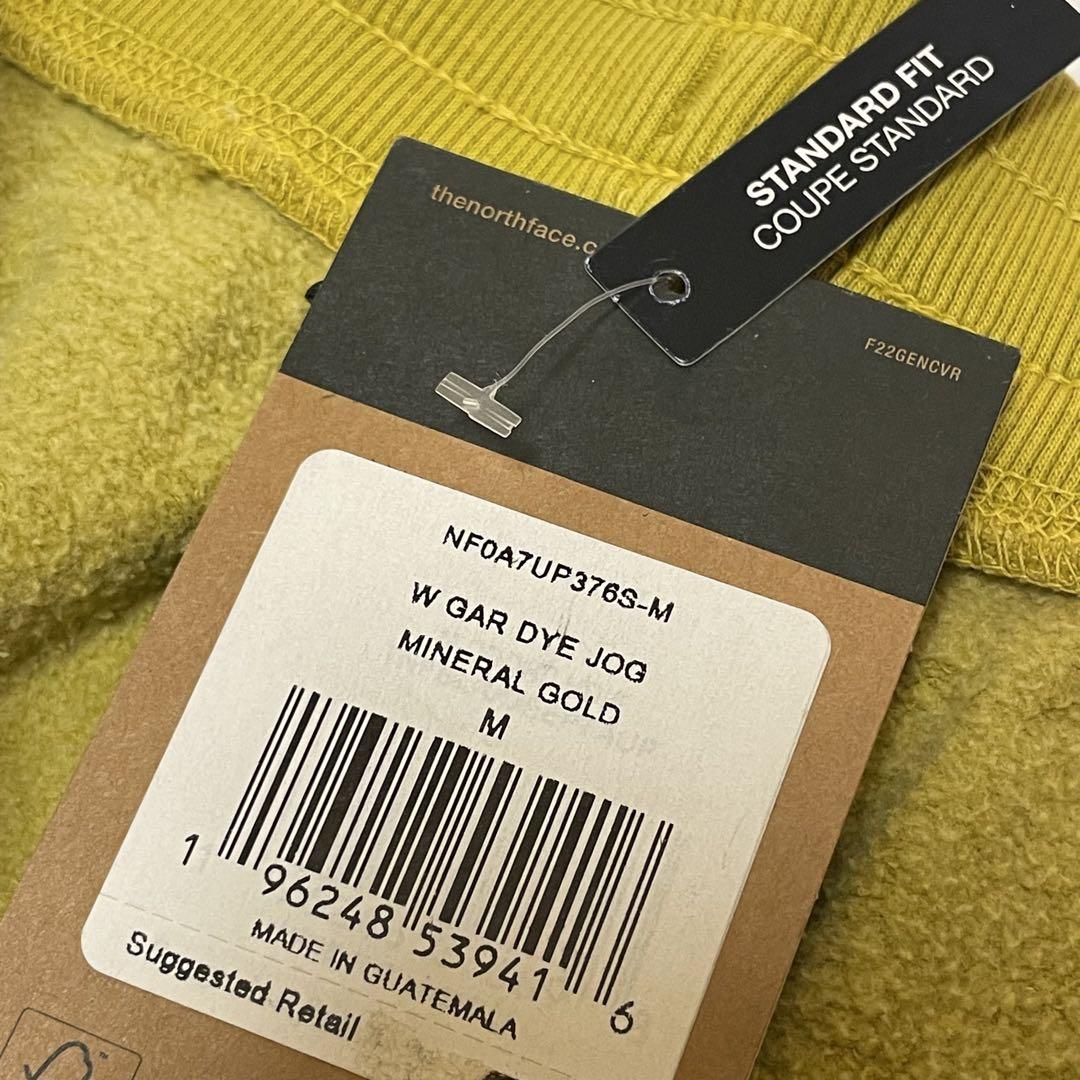 STANDARD FIT
COUPE STANDARD
thenorthface.c
F22GENCVR
NF0A7UP376S-M
W GAR DYE JOG
MINERAL GOLD
M
1 96248 53941 6
MADE IN GUATEMALA
Suggested Retail
™